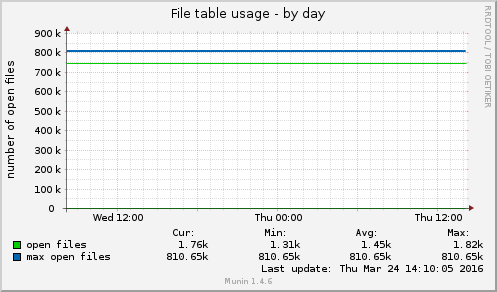 File table usage - by day
RRDTOOL / TOBI OETIKER
number of open files
900 k
800 k
700 k
600 k
500 k
400 k
300 k
200 k
100 k
0
Wed 12:00 Thu 00:00 Thu 12:00
Cur: Min: Avg: Max:
open files 1.76k 1.31k 1.45k 1.82k
max open files 810.65k 810.65k 810.65k 810.65k
Last update: Thu Mar 24 14:10:05 2016
Munin 1.4.6